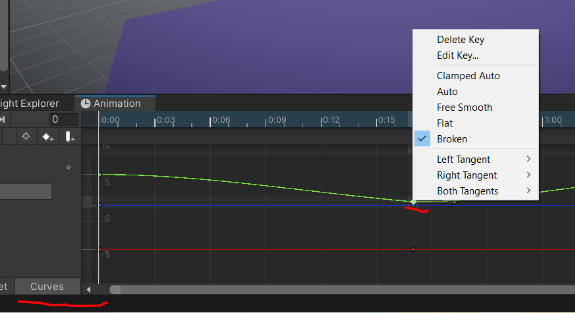 Delete Key
Edit Key...
Clamped Auto
Auto
Free Smooth
Flat
Broken
Left Tangent
Right Tangent
Both Tangents
ight Explorer
Animation
0
0:00
0:03
0:06
0:09
0:12
0:15
1:00
5
0
-5
et
Curves